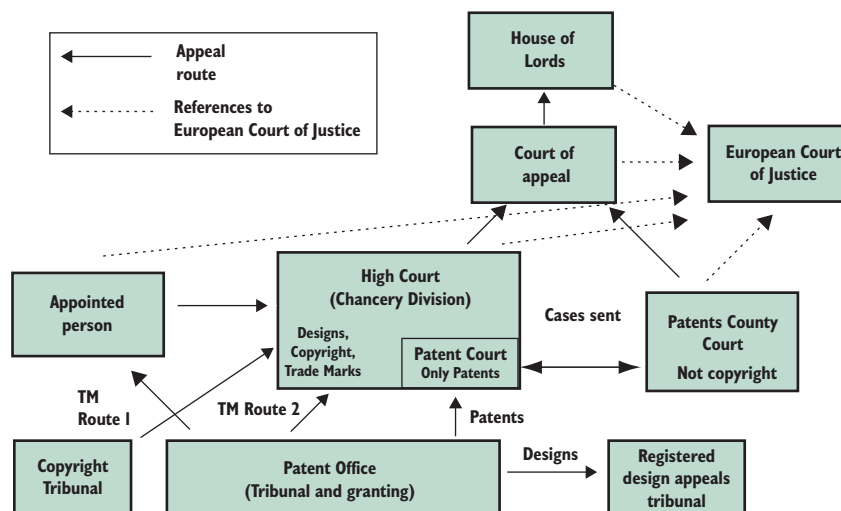 Appeal
route
References to
European Court of Justice
House of
Lords
Court of
appeal
European Court
of Justice
Appointed
person
High Court
(Chancery Division)
Designs,
Copyright,
Trade Marks
Patent Court
Only Patents
Cases sent
Patents County
Court
Not copyright
TM
Route 1
TM Route 2
Patents
Copyright
Tribunal
Patent Office
(Tribunal and granting)
Designs
Registered
design appeals
tribunal